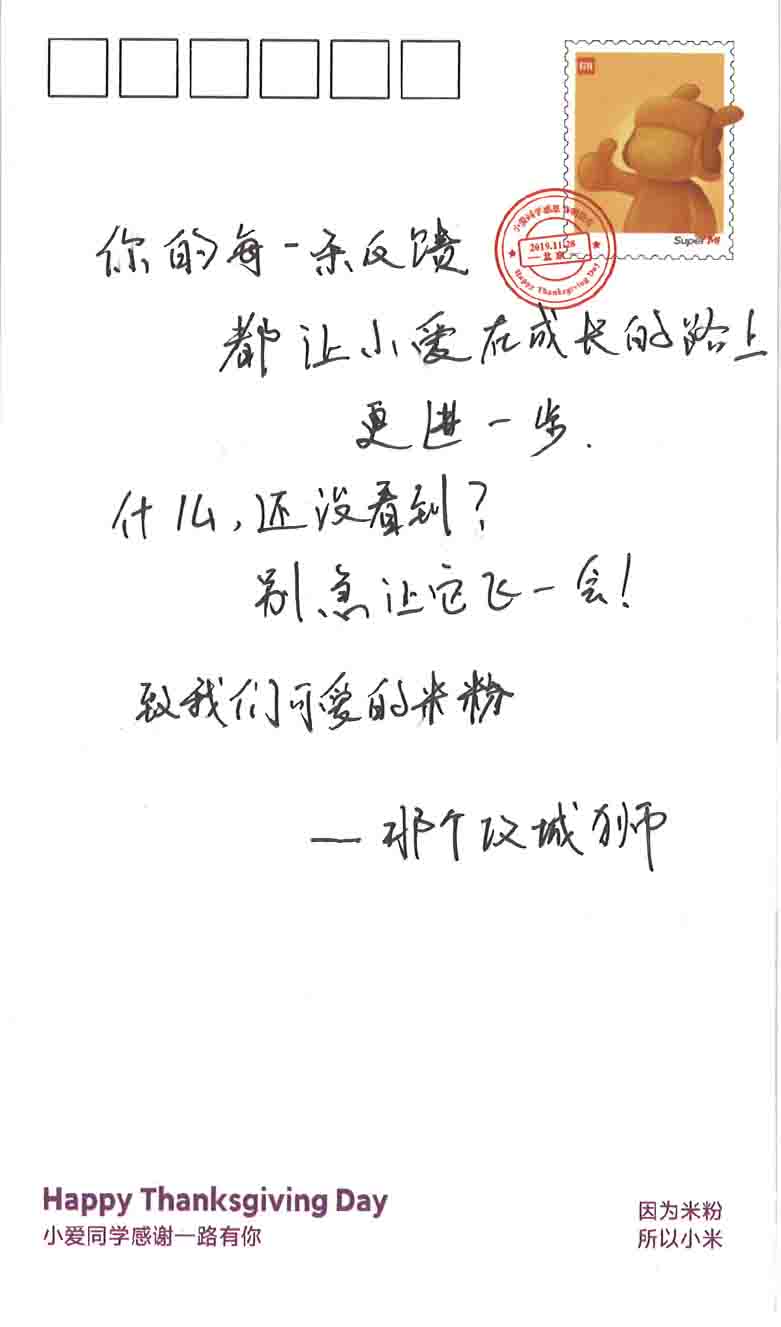 小爱同学感恩
2019.11.28
北京
Happy Thanksgiving Day
Super MI
你的每一条反馈
都让小爱在成长的路上
更进一步.
什么,还没看到?
别急让它飞一会!
致我们可爱的米粉
— 那个攻城狮
Happy Thanksgiving Day
小爱同学感谢一路有你
因为米粉
所以小米